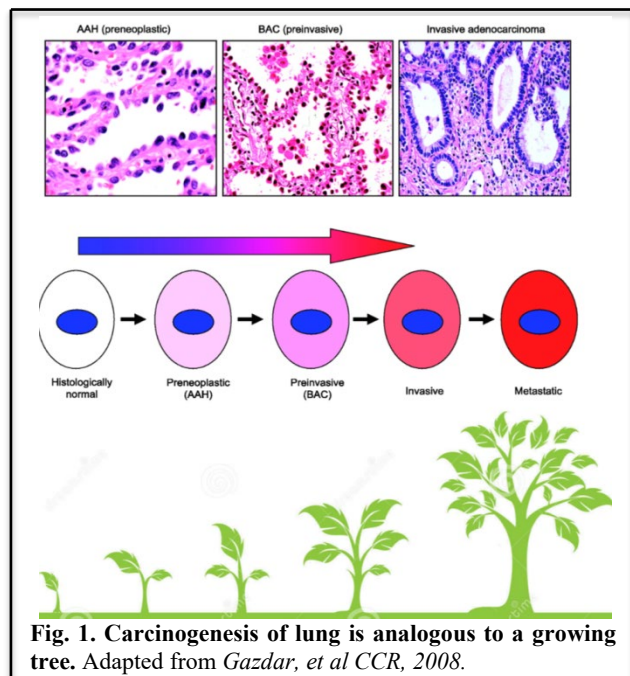 AAH (preneoplastic)
BAC (preinvasive)
Invasive adenocarcinoma
Histologically
normal
Preneoplastic
(AAH)
Preinvasive
(BAC)
Invasive
Metastatic
Fig. 1. Carcinogenesis of lung is analogous to a growing
tree. Adapted from Gazdar, et al CCR, 2008.